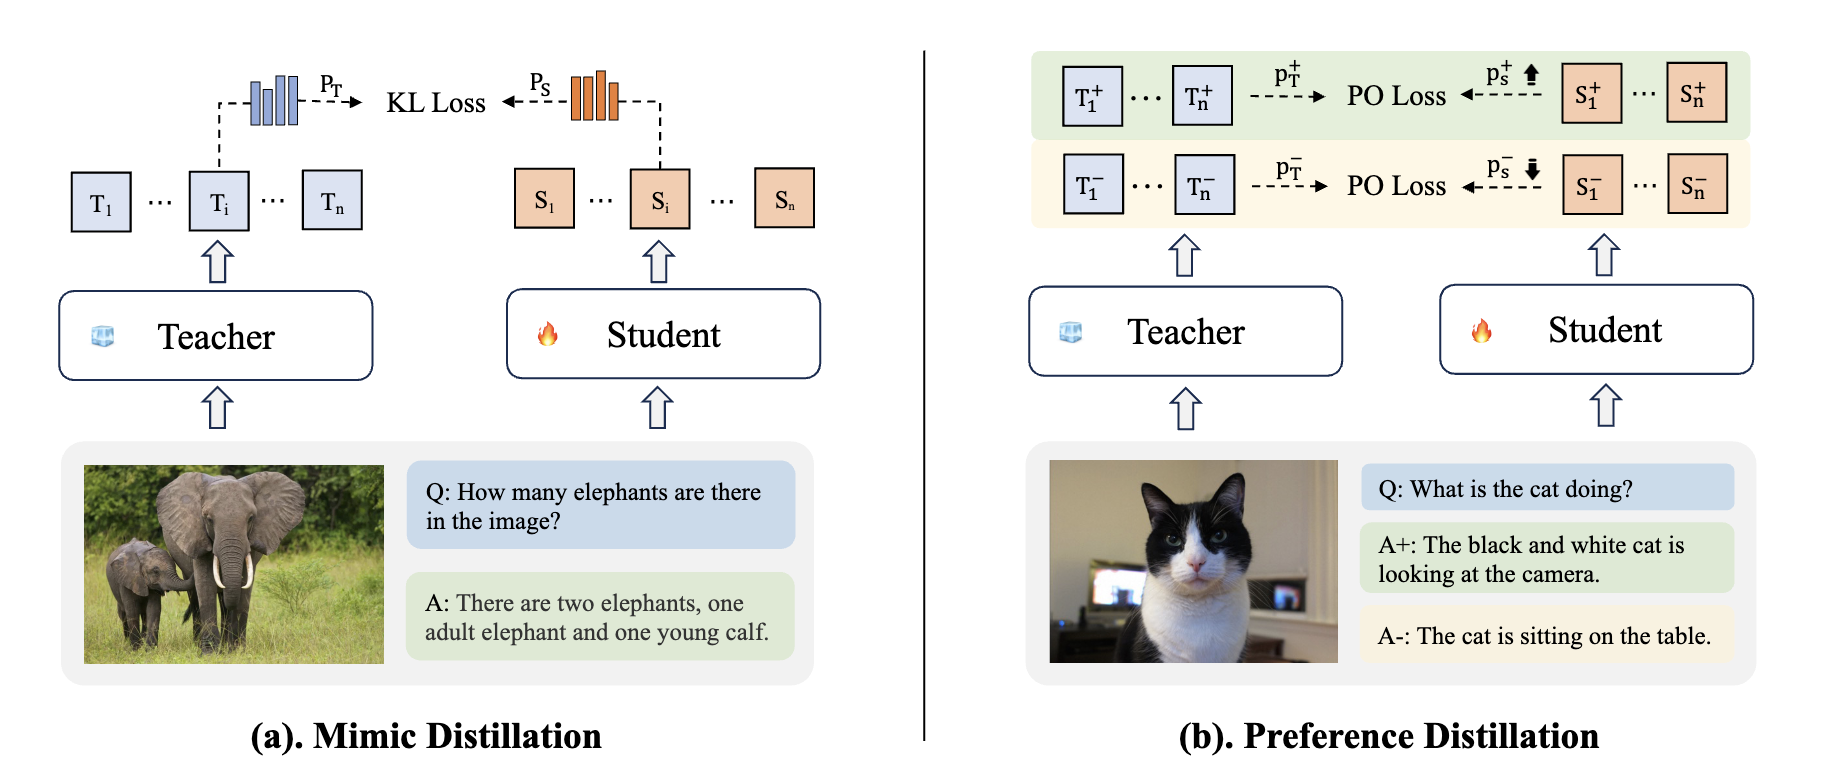 P_T
KL Loss
P_S
T_1 ... T_i ... T_n
S_1 ... S_i ... S_n
Teacher
Student
Q: How many elephants are there
in the image?
A: There are two elephants, one
adult elephant and one young calf.
(a). Mimic Distillation
T_1^+ ... T_n^+
p_T^+
PO Loss
p_s^+
S_1^+ ... S_n^+
T_1^- ... T_n^-
p_T^-
PO Loss
p_s^-
S_1^- ... S_n^-
Teacher
Student
Q: What is the cat doing?
A+: The black and white cat is
looking at the camera.
A-: The cat is sitting on the table.
(b). Preference Distillation